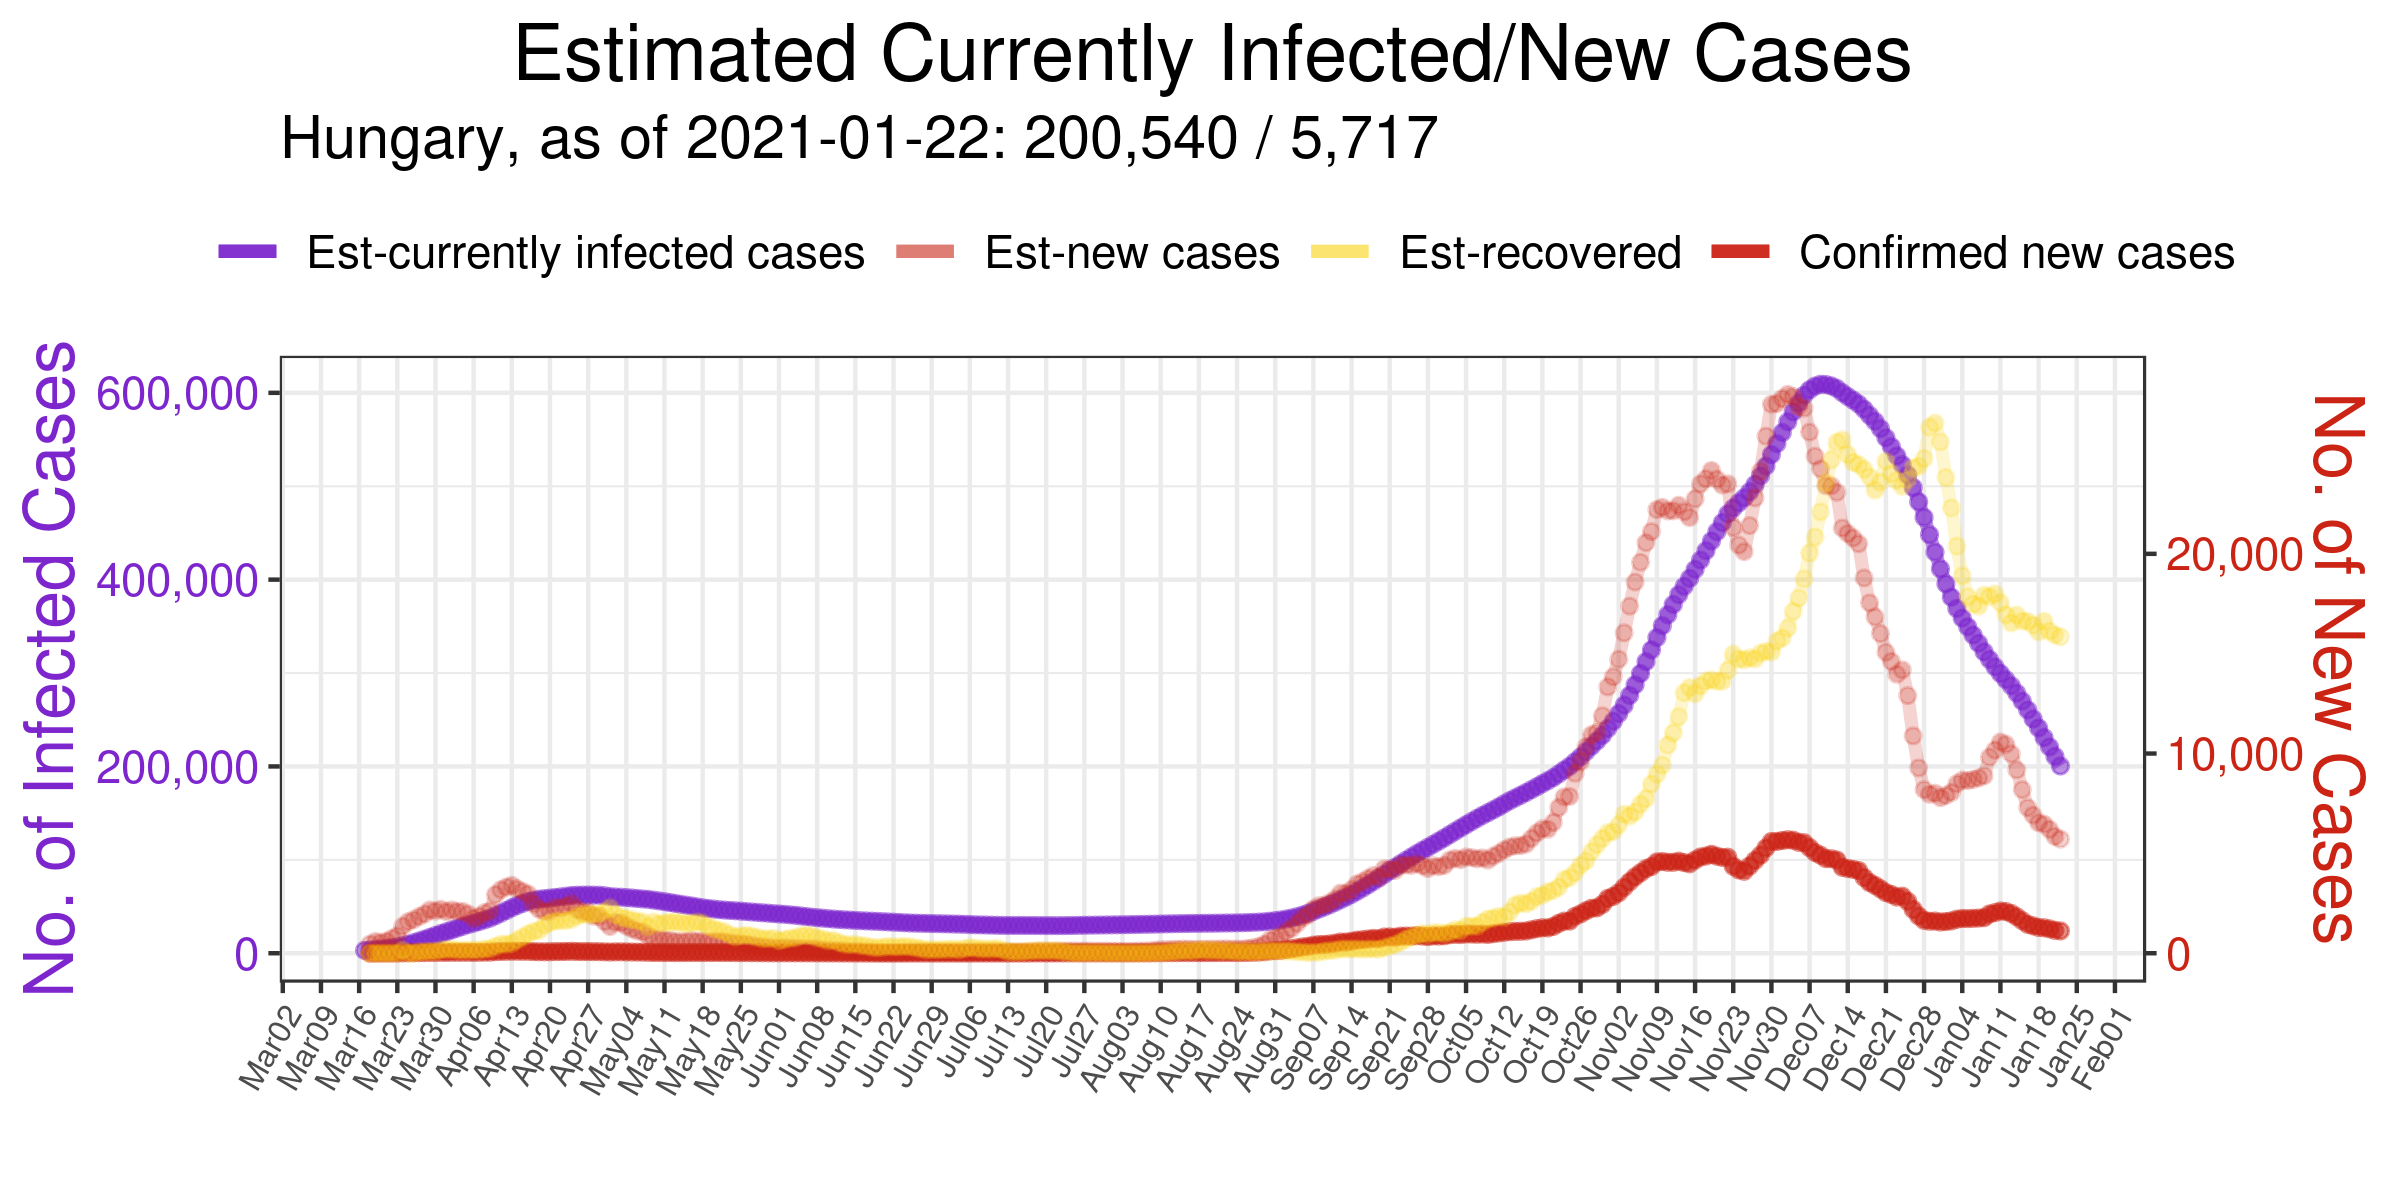 Estimated Currently Infected/New Cases
Hungary, as of 2021-01-22: 200,540 / 5,717
Est-currently infected cases Est-new cases Est-recovered Confirmed new cases
No. of Infected Cases
600,000
400,000
200,000
0
20,000
10,000
0
No. of New Cases
Mar02 Mar09 Mar16 Mar23 Mar30 Apr06 Apr13 Apr20 Apr27 May04 May11 May18 May25 Jun01 Jun08 Jun15 Jun22 Jun29 Jul06 Jul13 Jul20 Jul27 Aug03 Aug10 Aug17 Aug24 Aug31 Sep07 Sep14 Sep21 Sep28 Oct05 Oct12 Oct19 Oct26 Nov02 Nov09 Nov16 Nov23 Nov30 Dec07 Dec14 Dec21 Dec28 Jan04 Jan11 Jan18 Jan25 Feb01